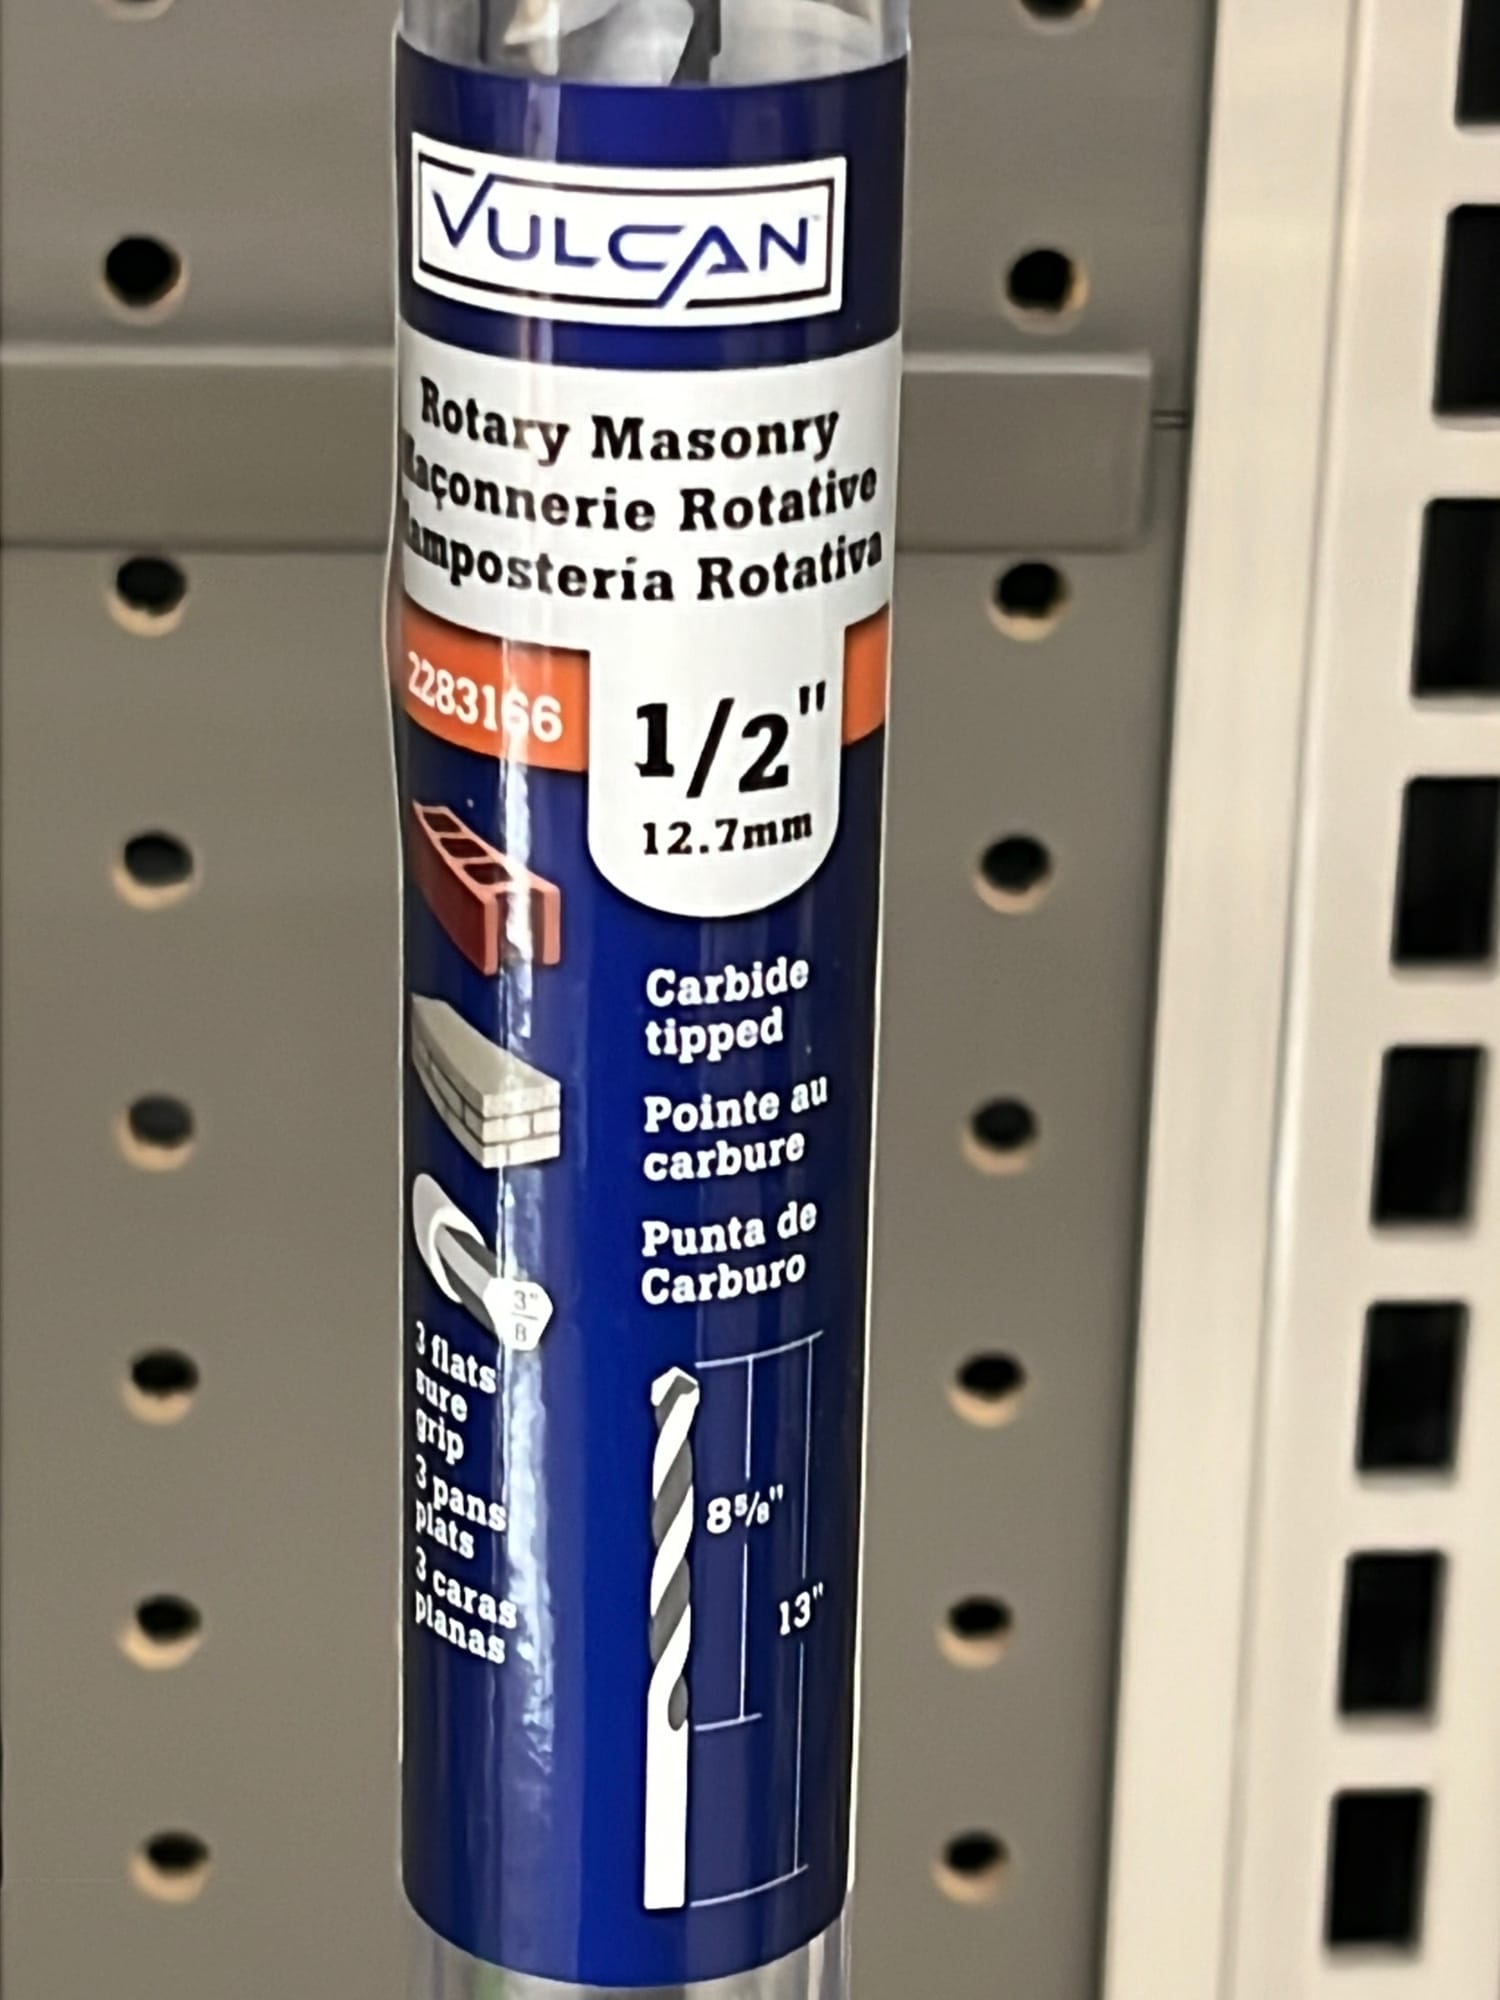 VULCAN
Rotary Masonry
Maçonnerie Rotative
Mampostería Rotativa
2283166
1/2"
12.7mm
Carbide
tipped
Pointe au
carbure
Punta de
Carburo
3"
8
3 flats
sure
grip
3 pans
plats
3 caras
planas
8⅝"
13"